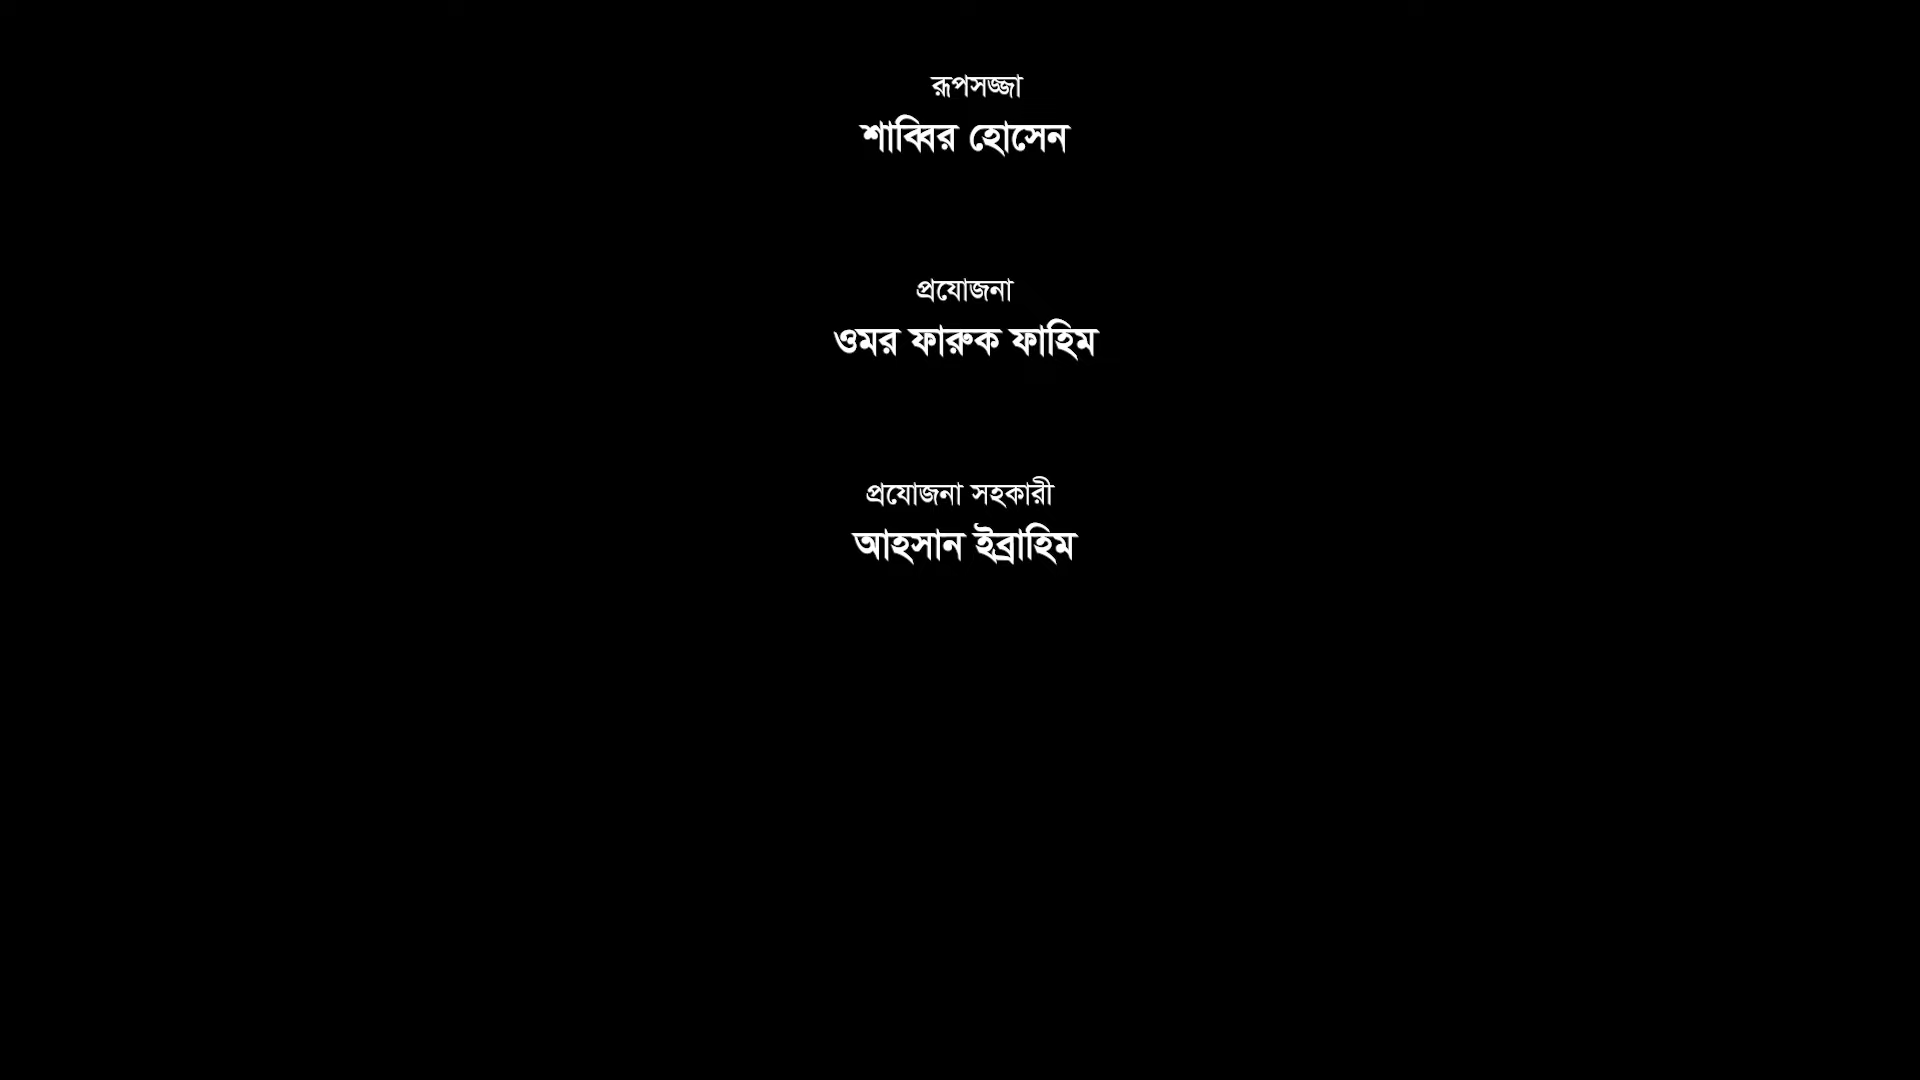 রূপসজ্জা
শাব্বির হোসেন
প্রযোজনা
ওমর ফারুক ফাহিম
প্রযোজনা সহকারী
আহসান ইব্রাহিম